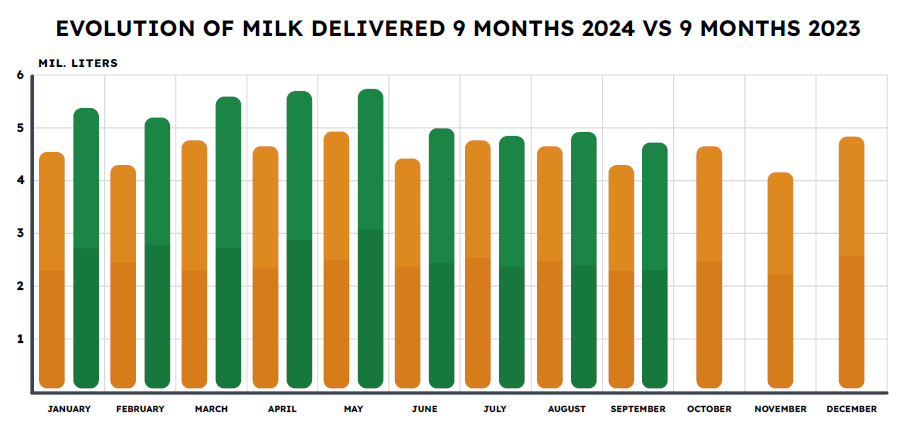 EVOLUTION OF MILK DELIVERED 9 MONTHS 2024 VS 9 MONTHS 2023
MIL. LITERS
6
5
4
3
2
1
JANUARY FEBRUARY MARCH APRIL MAY JUNE JULY AUGUST SEPTEMBER OCTOBER NOVEMBER DECEMBER